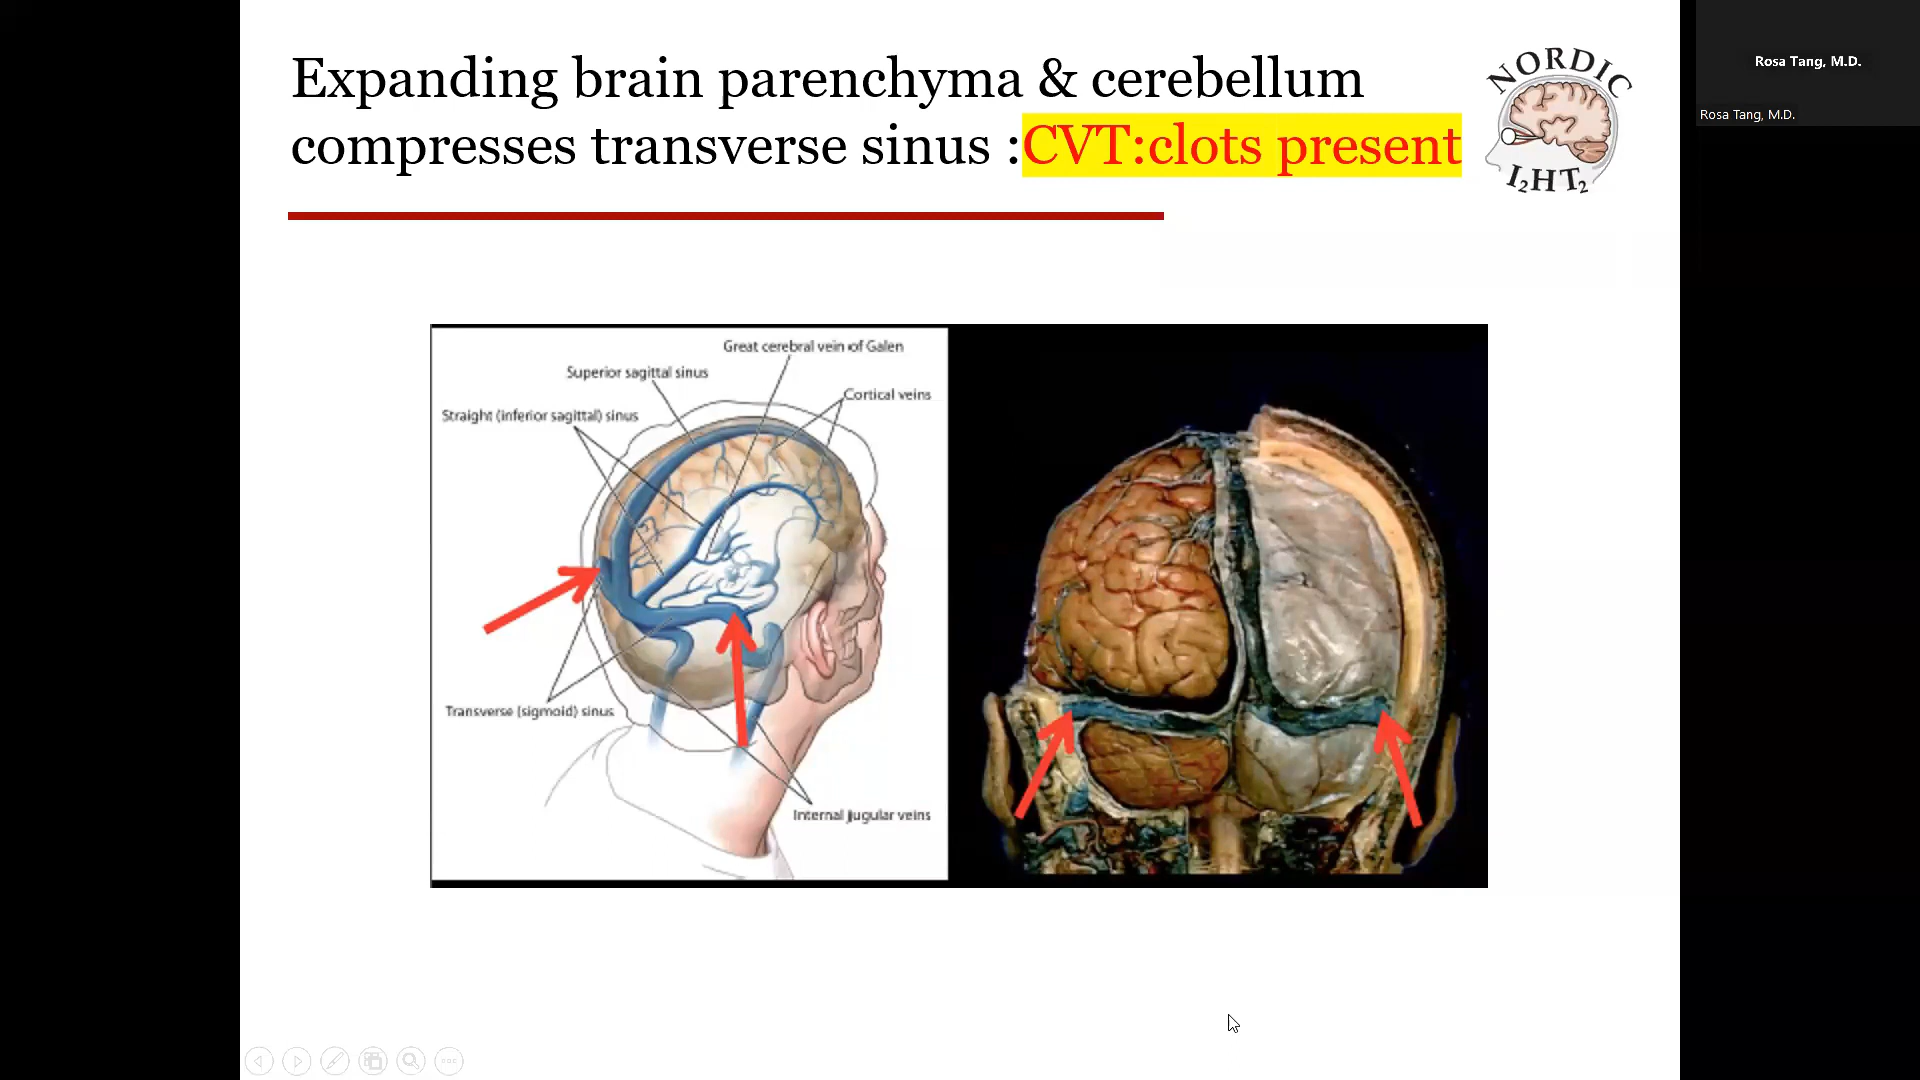 Expanding brain parenchyma & cerebellum
compresses transverse sinus :CVT:clots present
NORDIC
I2HT2
Rosa Tang, M.D.
Rosa Tang, M.D.
Great cerebral vein of Galen
Superior sagittal sinus
Cortical veins
Straight (inferior sagittal) sinus
Transverse (sigmoid) sinus
Internal jugular veins